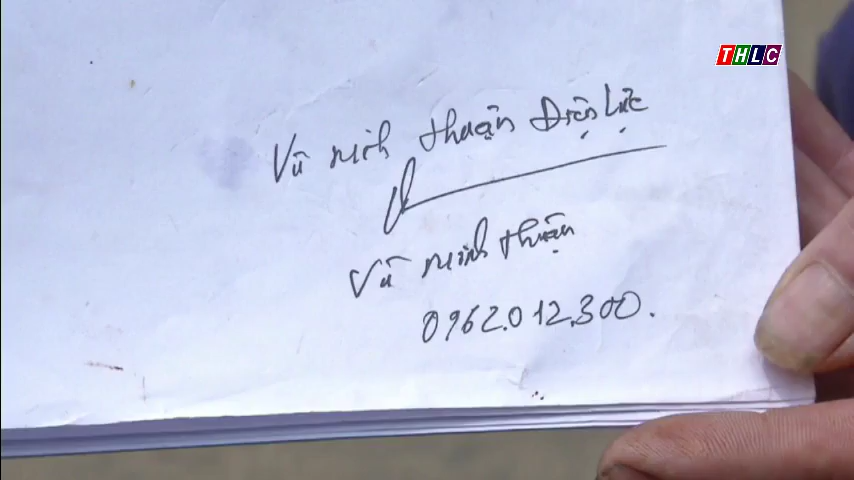 THLC
Vũ Minh Thuận Điện Lực
Vũ Minh Thuận
0962.012.300.